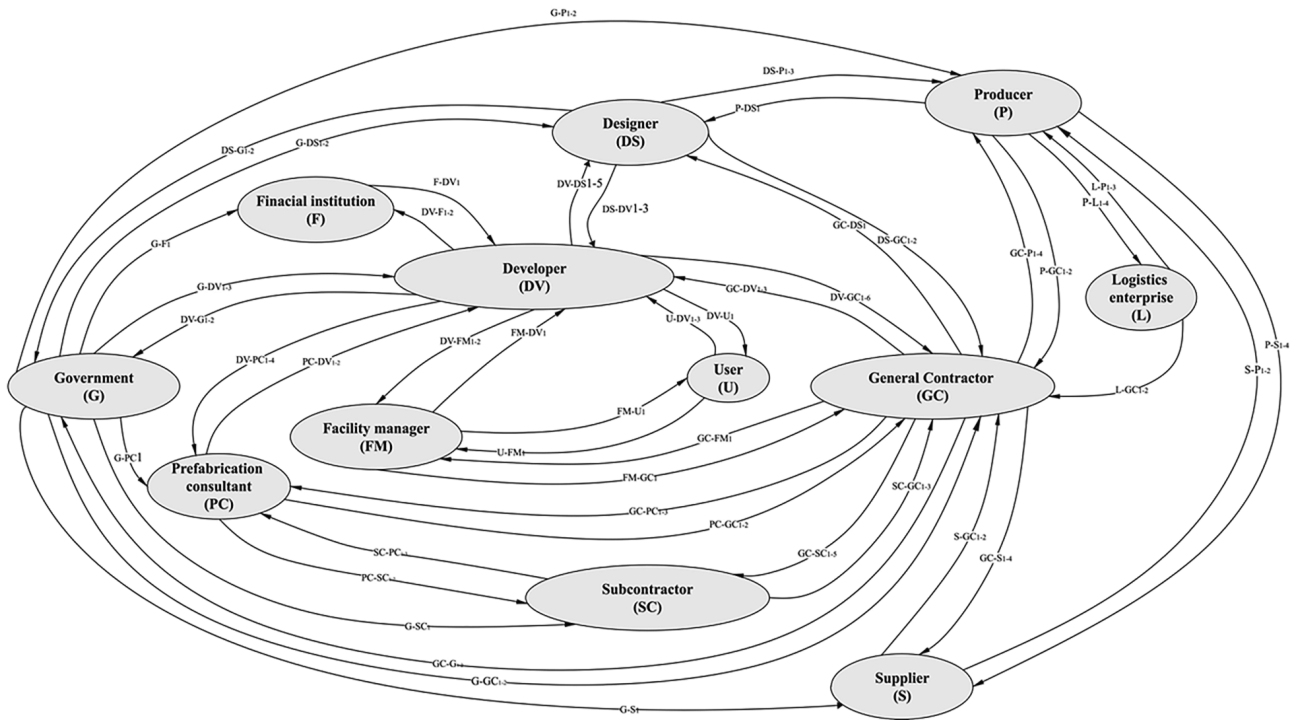 G-P1-2
Producer
(P)
DS-P1-3
P-DS1
Designer
(DS)
DS-G1-2
G-DS1-2
F-DV1
DV-DS1-5
L-P1-3
P-L1-4
Finacial institution
(F)
DV-F1-2
DS-DV1-3
GC-DS1
DS-GC1-2
G-F1
GC-P1-4
P-GC1-2
Developer
(DV)
Logistics
enterprise
(L)
G-DV1-3
GC-DV1-3
DV-GC1-6
DV-G1-2
U-DV1-3
DV-U1
FM-DV1
DV-FM1-2
P-S1-4
DV-PC1-4
PC-DV1-2
S-P1-2
User
(U)
Government
(G)
General Contractor
(GC)
L-GC1-2
FM-U1
Facility manager
(FM)
GC-FM1
U-FM1
G-PC1
Prefabrication
consultant
(PC)
FM-GC1
SC-GC1-3
GC-PC1-3
PC-GC1-2
S-GC1-2
SC-PC
GC-SC1-5
GC-S1-4
PC-SC
Subcontractor
(SC)
G-SC1
GC-G
G-GC1-2
Supplier
(S)
G-S1